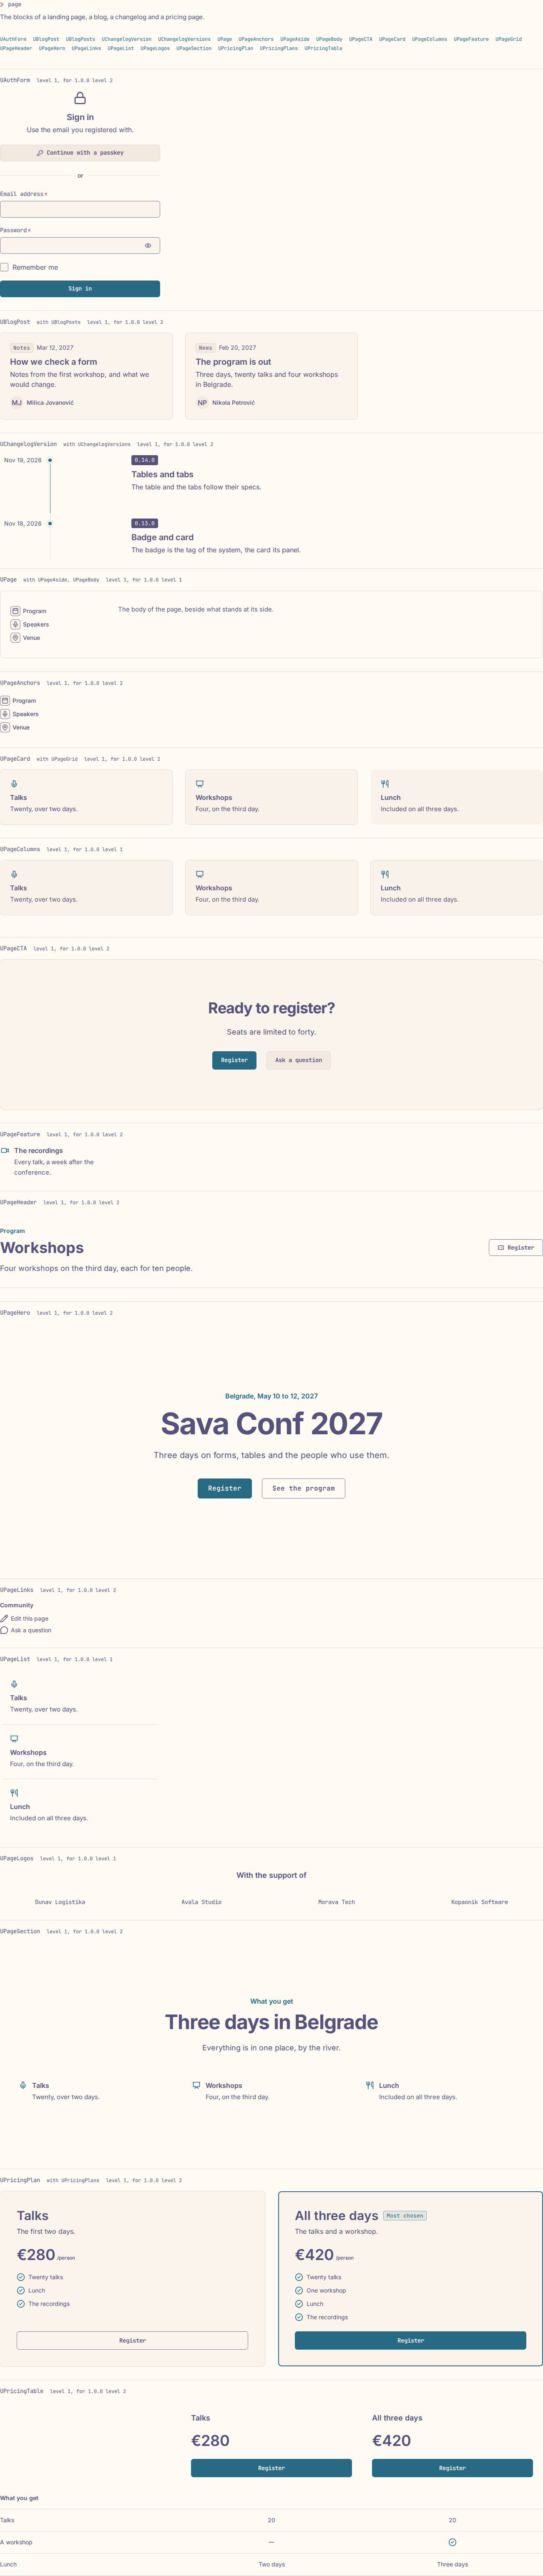 > page
The blocks of a landing page, a blog, a changelog and a pricing page.
UAuthForm UBlogPost UBlogPosts UChangelogVersion UChangelogVersions UPage UPageAnchors UPageAside UPageBody UPageCTA UPageCard UPageColumns UPageFeature UPageGrid
UPageHeader UPageHero UPageLinks UPageList UPageLogos UPageSection UPricingPlan UPricingPlans UPricingTable
UAuthForm level 1, for 1.0.0 level 2
Sign in
Use the email you registered with.
Continue with a passkey
or
Email address*
Password*
Remember me
Sign in
UBlogPost with UBlogPosts level 1, for 1.0.0 level 2
Notes Mar 12, 2027
How we check a form
Notes from the first workshop, and what we
would change.
MJ Milica Jovanović
News Feb 20, 2027
The program is out
Three days, twenty talks and four workshops
in Belgrade.
NP Nikola Petrović
UChangelogVersion with UChangelogVersions level 1, for 1.0.0 level 2
Nov 19, 2026
0.14.0
Tables and tabs
The table and the tabs follow their specs.
Nov 18, 2026
0.13.0
Badge and card
The badge is the tag of the system, the card its panel.
UPage with UPageAside, UPageBody level 1, for 1.0.0 level 1
Program
Speakers
Venue
The body of the page, beside what stands at its side.
UPageAnchors level 1, for 1.0.0 level 2
Program
Speakers
Venue
UPageCard with UPageGrid level 1, for 1.0.0 level 2
Talks
Twenty, over two days.
Workshops
Four, on the third day.
Lunch
Included on all three days.
UPageColumns level 1, for 1.0.0 level 1
Talks
Twenty, over two days.
Workshops
Four, on the third day.
Lunch
Included on all three days.
UPageCTA level 1, for 1.0.0 level 2
Ready to register?
Seats are limited to forty.
Register Ask a question
UPageFeature level 1, for 1.0.0 level 2
The recordings
Every talk, a week after the
conference.
UPageHeader level 1, for 1.0.0 level 2
Program
Workshops
Register
Four workshops on the third day, each for ten people.
UPageHero level 1, for 1.0.0 level 2
Belgrade, May 10 to 12, 2027
Sava Conf 2027
Three days on forms, tables and the people who use them.
Register See the program
UPageLinks level 1, for 1.0.0 level 2
Community
Edit this page
Ask a question
UPageList level 1, for 1.0.0 level 1
Talks
Twenty, over two days.
Workshops
Four, on the third day.
Lunch
Included on all three days.
UPageLogos level 1, for 1.0.0 level 1
With the support of
Dunav Logistika Avala Studio Morava Tech Kopaonik Software
UPageSection level 1, for 1.0.0 level 2
What you get
Three days in Belgrade
Everything is in one place, by the river.
Talks
Twenty, over two days.
Workshops
Four, on the third day.
Lunch
Included on all three days.
UPricingPlan with UPricingPlans level 1, for 1.0.0 level 2
Talks
The first two days.
€280 /person
Twenty talks
Lunch
The recordings
Register
All three days Most chosen
The talks and a workshop.
€420 /person
Twenty talks
One workshop
Lunch
The recordings
Register
UPricingTable level 1, for 1.0.0 level 2
Talks All three days
€280 €420
Register Register
What you get
Talks 20 20
A workshop —
Lunch Two days Three days